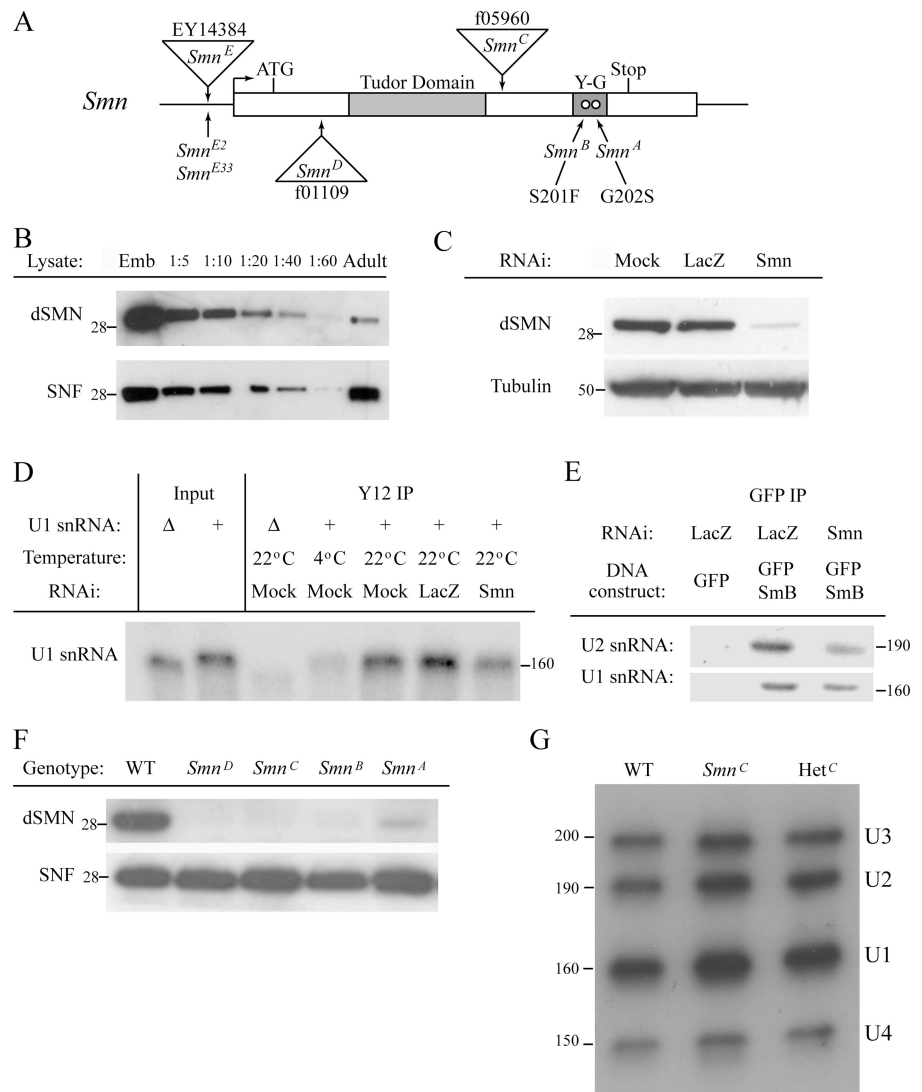 A
EY14384
Smn^E
f05960
Smn^C
ATG
Tudor Domain
Y-G
Stop
Smn
Smn^E2
Smn^E33
Smn^D
f01109
Smn^B
Smn^A
S201F
G202S
B
Lysate: Emb 1:5 1:10 1:20 1:40 1:60 Adult
dSMN
28
SNF
28
C
RNAi: Mock LacZ Smn
dSMN
28
Tubulin
50
D
Input Y12 IP
U1 snRNA: Δ + Δ + + + +
Temperature: 22°C 4°C 22°C 22°C 22°C
RNAi: Mock Mock Mock LacZ Smn
U1 snRNA
160
E
GFP IP
RNAi: LacZ LacZ Smn
DNA construct: GFP GFP SmB GFP SmB
U2 snRNA: 190
U1 snRNA: 160
F
Genotype: WT Smn^D Smn^C Smn^B Smn^A
dSMN
28
SNF
28
G
WT Smn^C Het^C
200 U3
190 U2
160 U1
150 U4